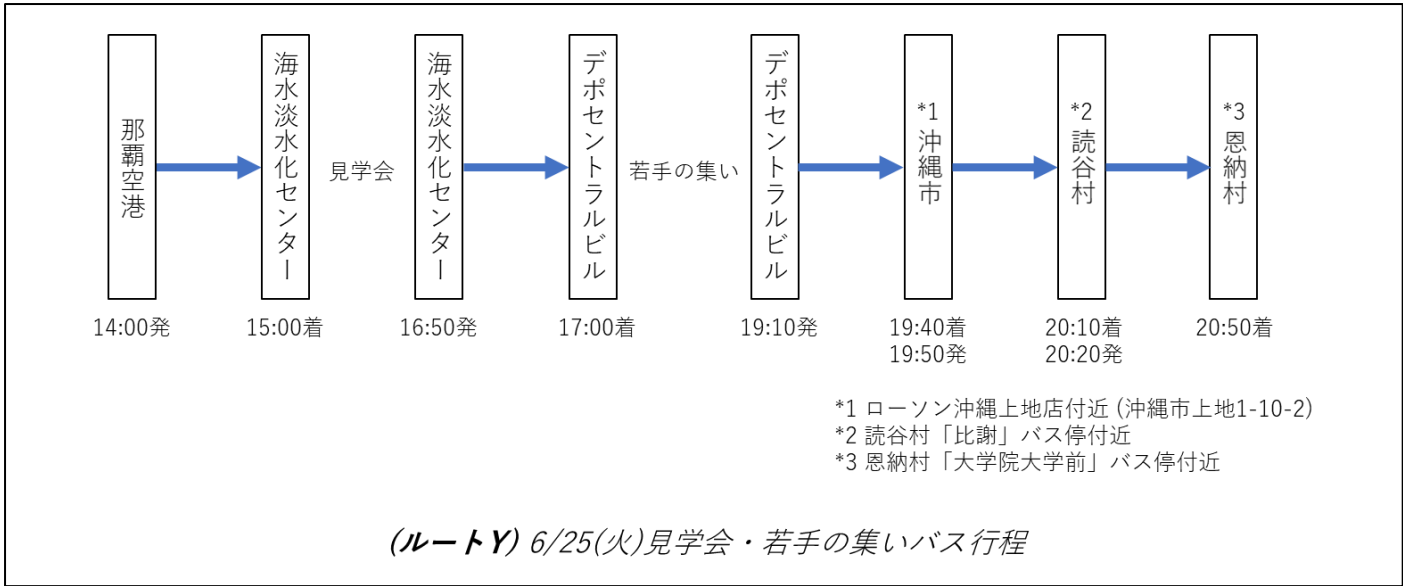 那覇空港
海水淡水化センター
見学会
海水淡水化センター
デポセントラルビル
若手の集い
デポセントラルビル
*1
沖縄市
*2
読谷村
*3
恩納村
14:00発
15:00着
16:50発
17:00着
19:10発
19:40着
19:50発
20:10着
20:20発
20:50着
*1 ローソン沖縄上地店付近 (沖縄市上地1-10-2)
*2 読谷村「比謝」バス停付近
*3 恩納村「大学院大学前」バス停付近
(ルートY) 6/25(火)見学会・若手の集いバス行程